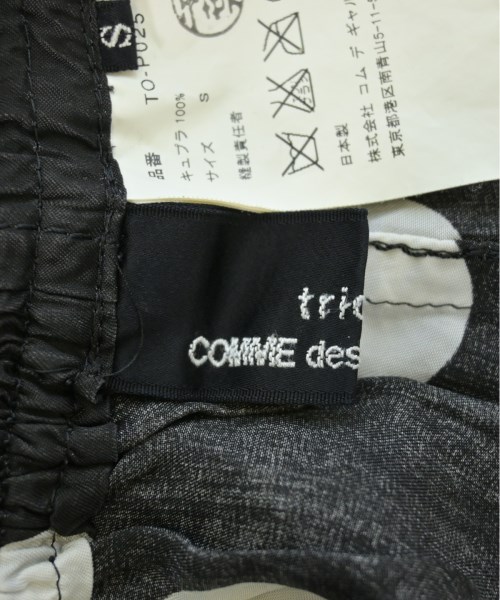 S
品番 TO-P025
キュプラ 100%
サイズ S
縫製責任者
日本製
株式会社 コム デ ギャル
東京都港区南青山5-11-5
tric
COMME des